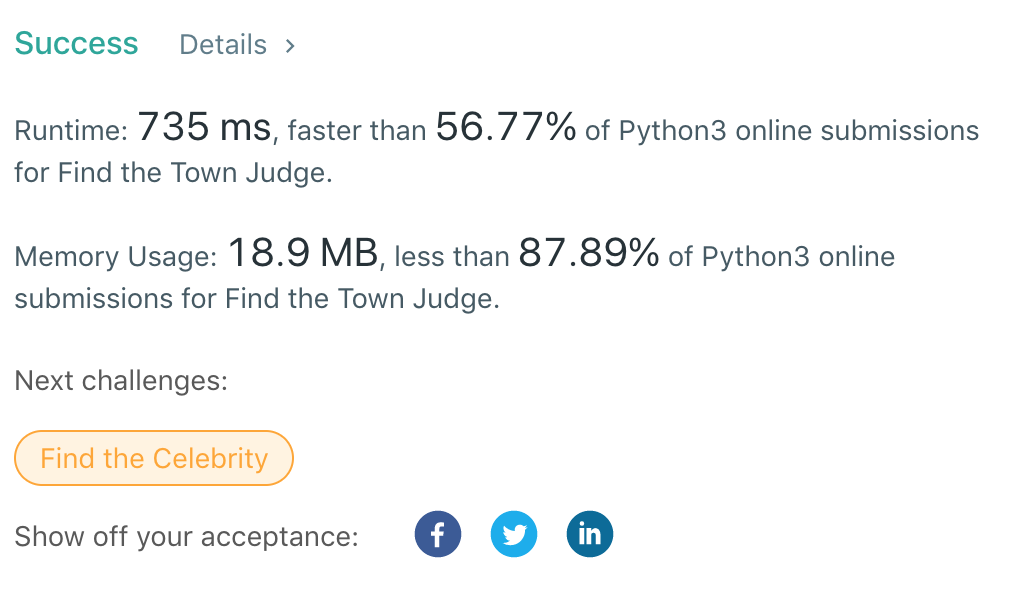 Success Details >
Runtime: 735 ms, faster than 56.77% of Python3 online submissions
for Find the Town Judge.
Memory Usage: 18.9 MB, less than 87.89% of Python3 online
submissions for Find the Town Judge.
Next challenges:
Find the Celebrity
Show off your acceptance: f in